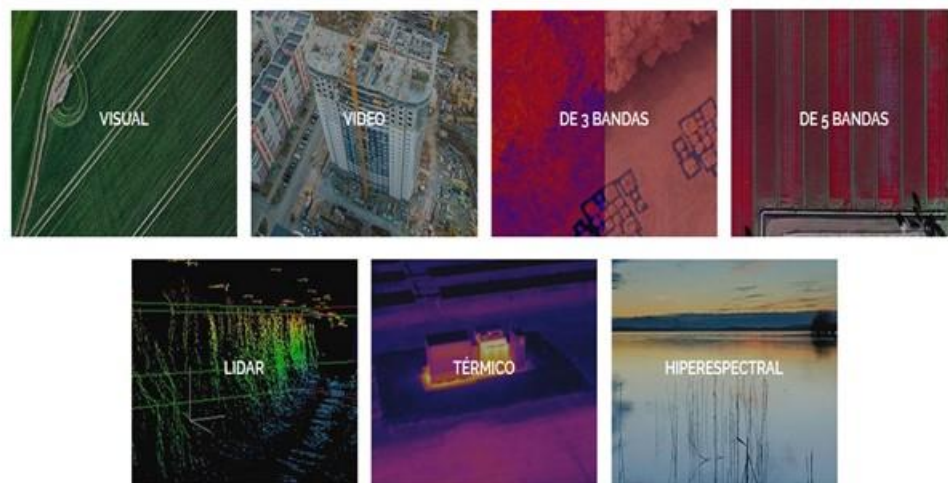 VISUAL
VIDEO
DE 3 BANDAS
DE 5 BANDAS
LIDAR
TÉRMICO
HIPERESPECTRAL